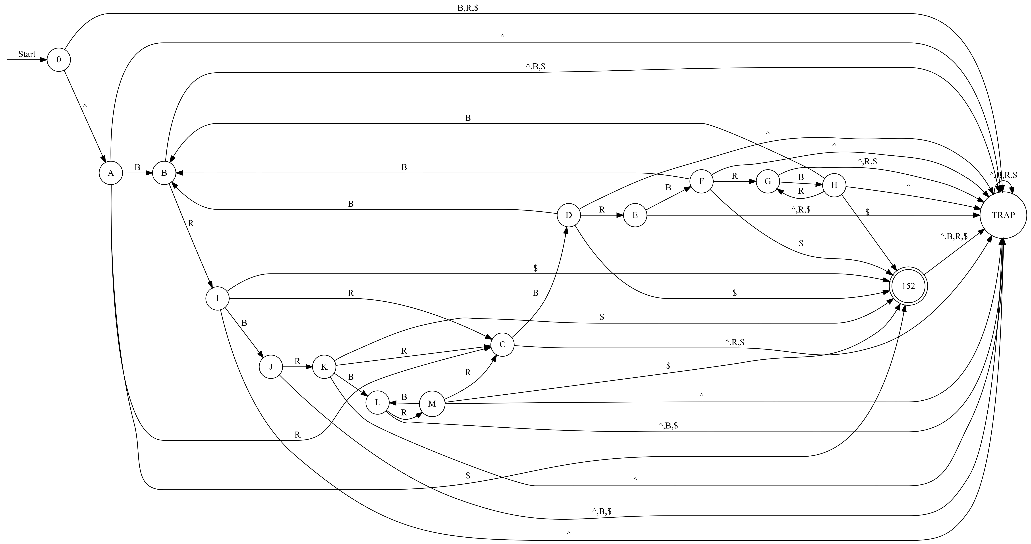 B,R,$
^
Start
0
^
^,B,$
B
^
^
^,R,$
^,B,R,$
B
A
B
B
F
R
G
B
H
R
^
B
B
D
R
E
^,R,$
$
TRAP
R
$
^,B,R,$
$
I
R
B
$
152
B
$
C
^,R,$
J
R
K
R
B
R
$
L
B
R
M
^
^,B,$
R
$
^
^,B,$
^